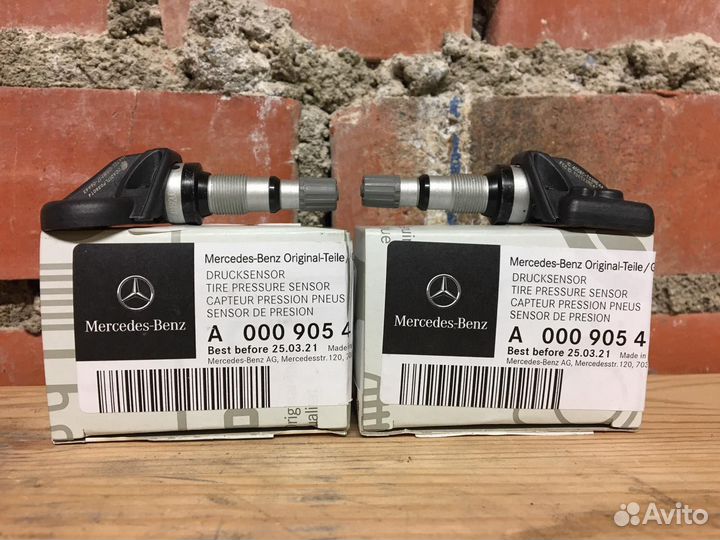 Mercedes-Benz Original-Teile/
DRUCKSENSOR
TIRE PRESSURE SENSOR
CAPTEUR PRESSION PNEUS
SENSOR DE PRESION
A 000 905 4
Best before 25.03.21 Made in
Mercedes-Benz AG, Mercedesstr. 120,
Mercedes-Benz
Mercedes-Benz Original-Teile/G
DRUCKSENSOR
TIRE PRESSURE SENSOR
CAPTEUR PRESSION PNEUS
SENSOR DE PRESION
A 000 905 4
Best before 25.03.21 Made in
Mercedes-Benz AG, Mercedesstr. 120, 703
Mercedes-Benz
Avito